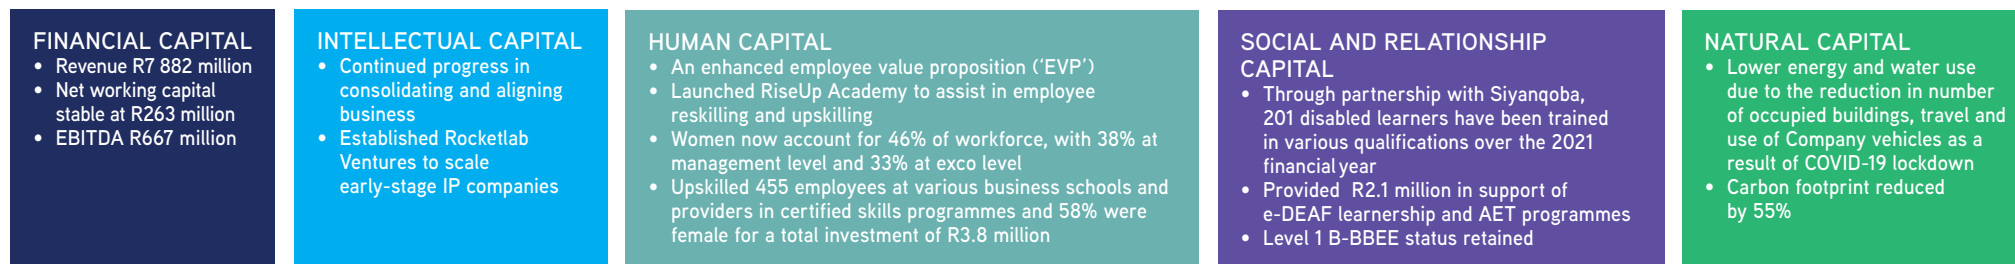 FINANCIAL CAPITAL
• Revenue R7 882 million
• Net working capital
stable at R263 million
• EBITDA R667 million
INTELLECTUAL CAPITAL
• Continued progress in
consolidating and aligning
business
• Established Rocketlab
Ventures to scale
early-stage IP companies
HUMAN CAPITAL
• An enhanced employee value proposition (‘EVP’)
• Launched RiseUp Academy to assist in employee
reskilling and upskilling
• Women now account for 46% of workforce, with 38% at
management level and 33% at exco level
• Upskilled 455 employees at various business schools and
providers in certified skills programmes and 58% were
female for a total investment of R3.8 million
SOCIAL AND RELATIONSHIP
CAPITAL
• Through partnership with Siyanqoba,
201 disabled learners have been trained
in various qualifications over the 2021
financial year
• Provided R2.1 million in support of
e-DEAF learnership and AET programmes
• Level 1 B-BBEE status retained
NATURAL CAPITAL
• Lower energy and water use
due to the reduction in number
of occupied buildings, travel and
use of Company vehicles as a
result of COVID-19 lockdown
• Carbon footprint reduced
by 55%